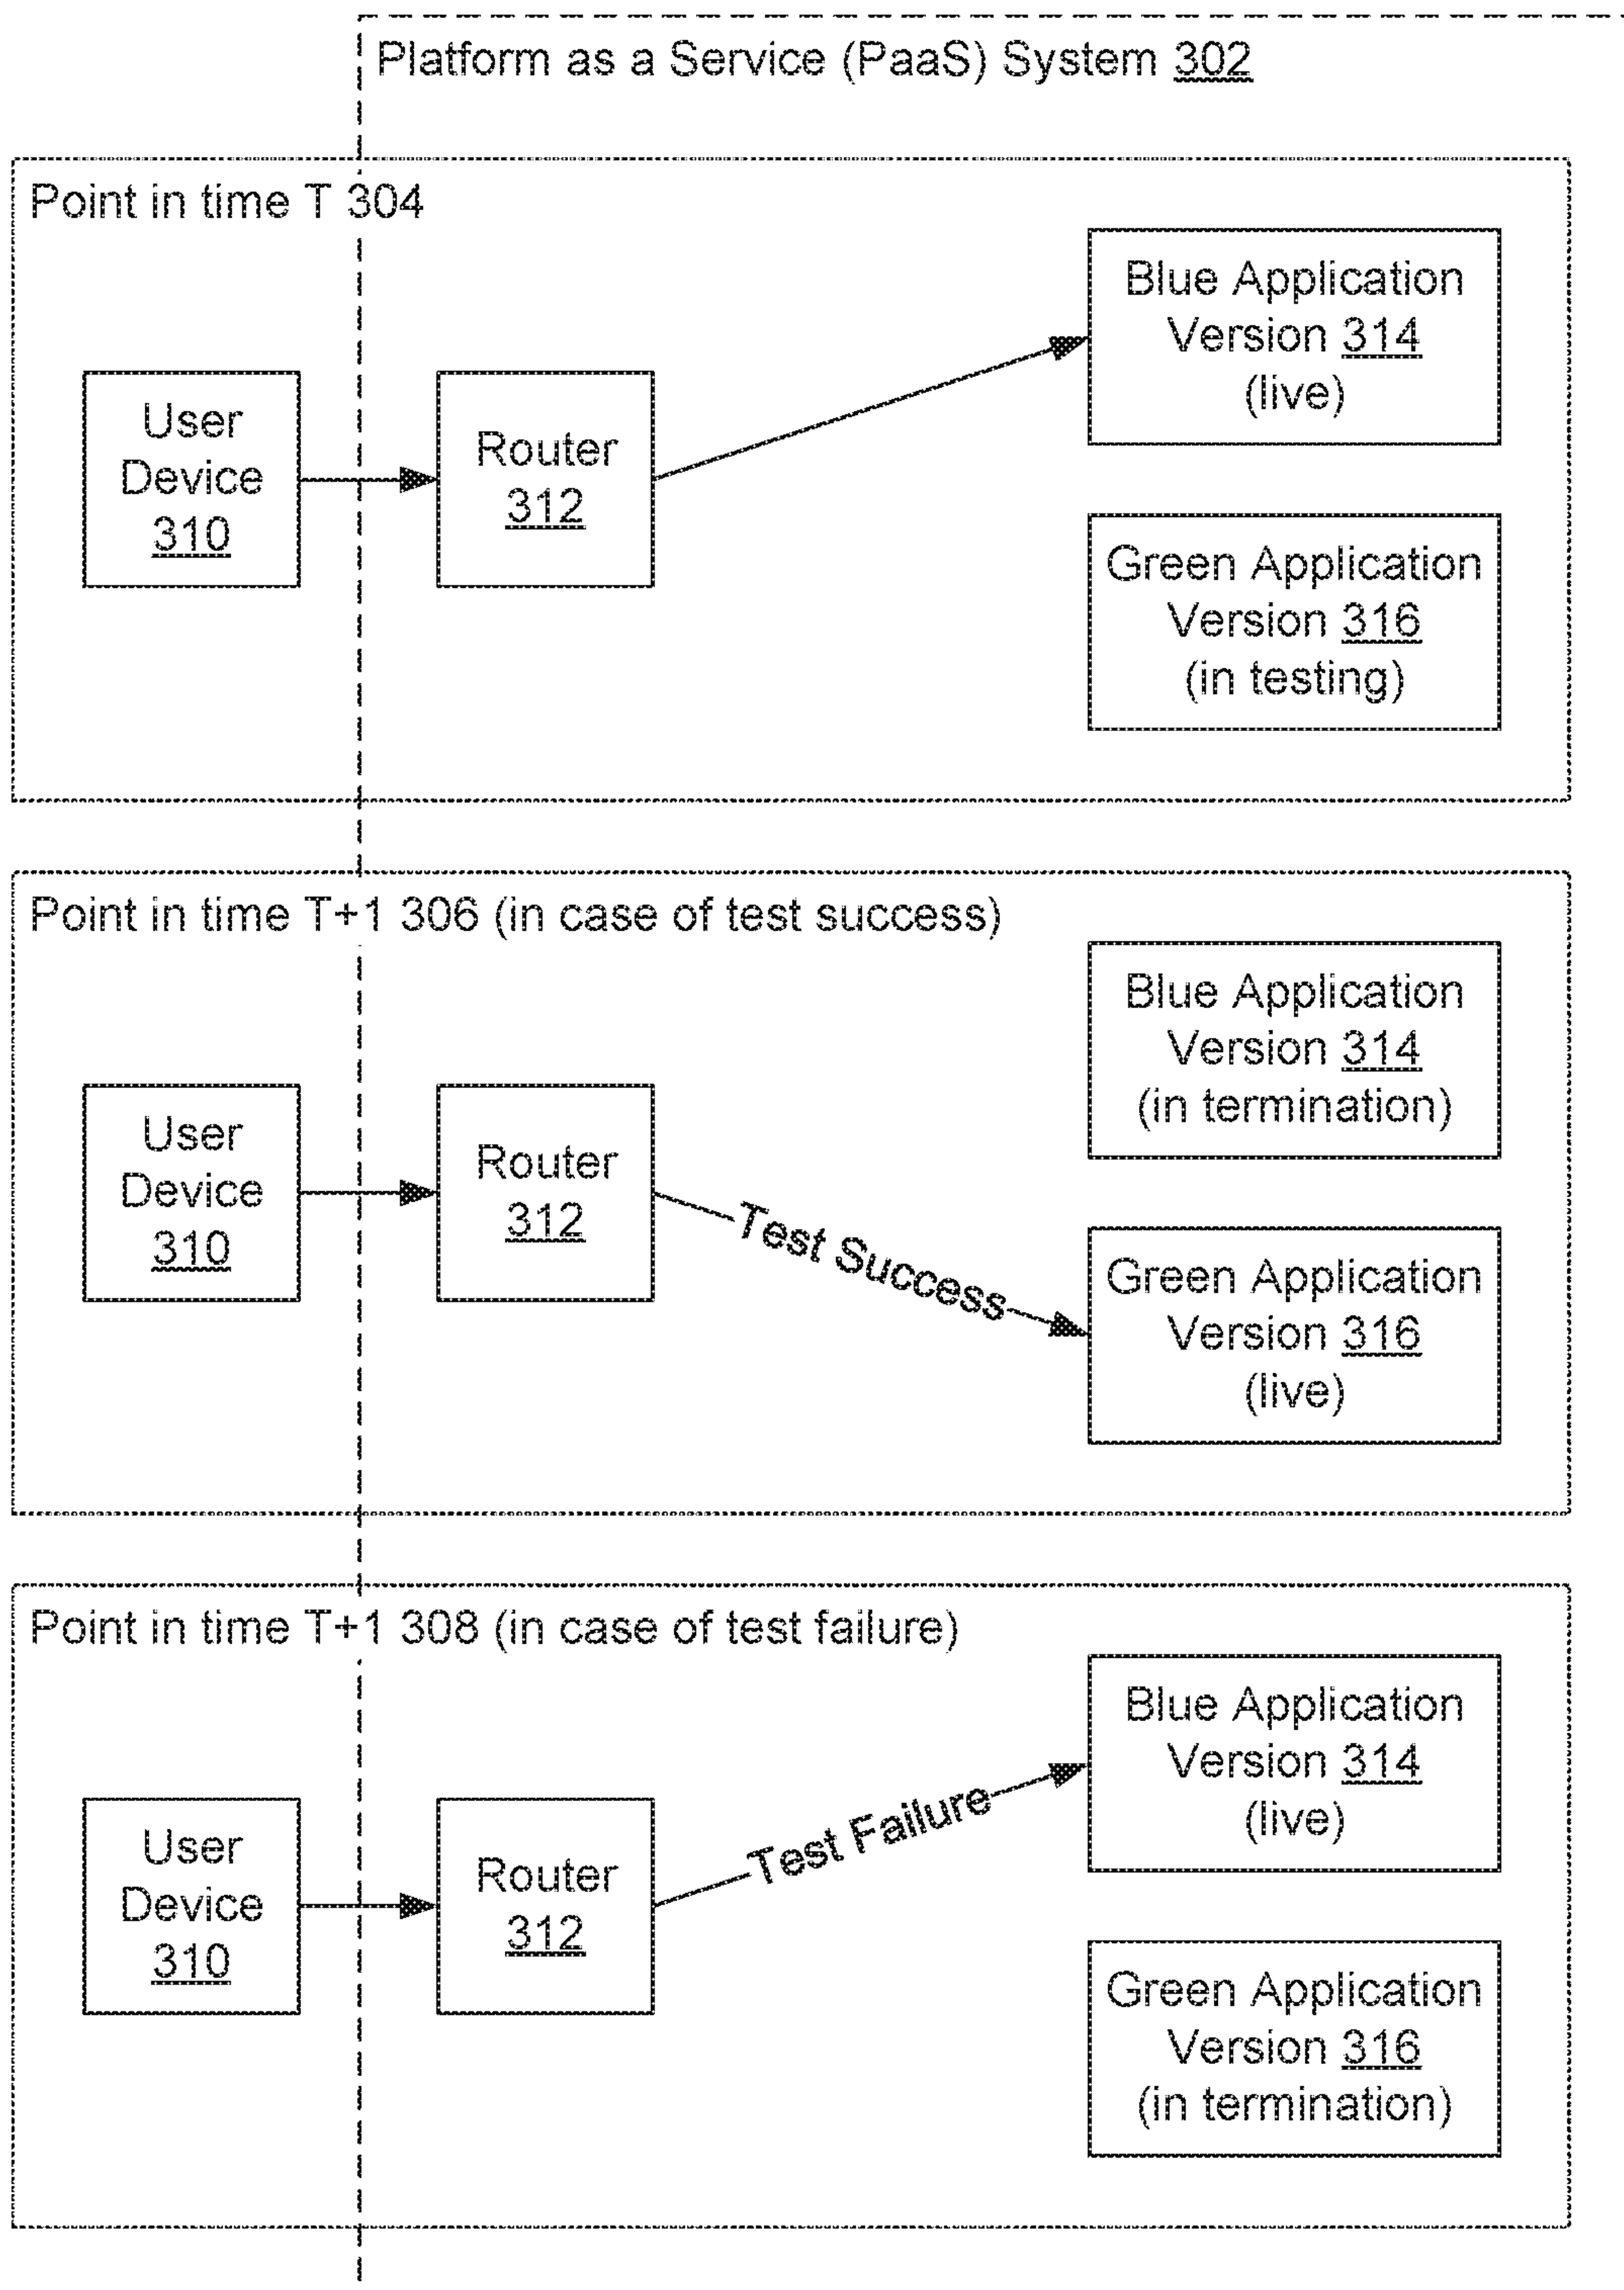 Platform as a Service (PaaS) System 302
Point in time T 304
User
Device
310
Router
312
Blue Application
Version 314
(live)
Green Application
Version 316
(in testing)
Point in time T+1 306 (in case of test success)
User
Device
310
Router
312
Test Success
Blue Application
Version 314
(in termination)
Green Application
Version 316
(live)
Point in time T+1 308 (in case of test failure)
User
Device
310
Router
312
Test Failure
Blue Application
Version 314
(live)
Green Application
Version 316
(in termination)